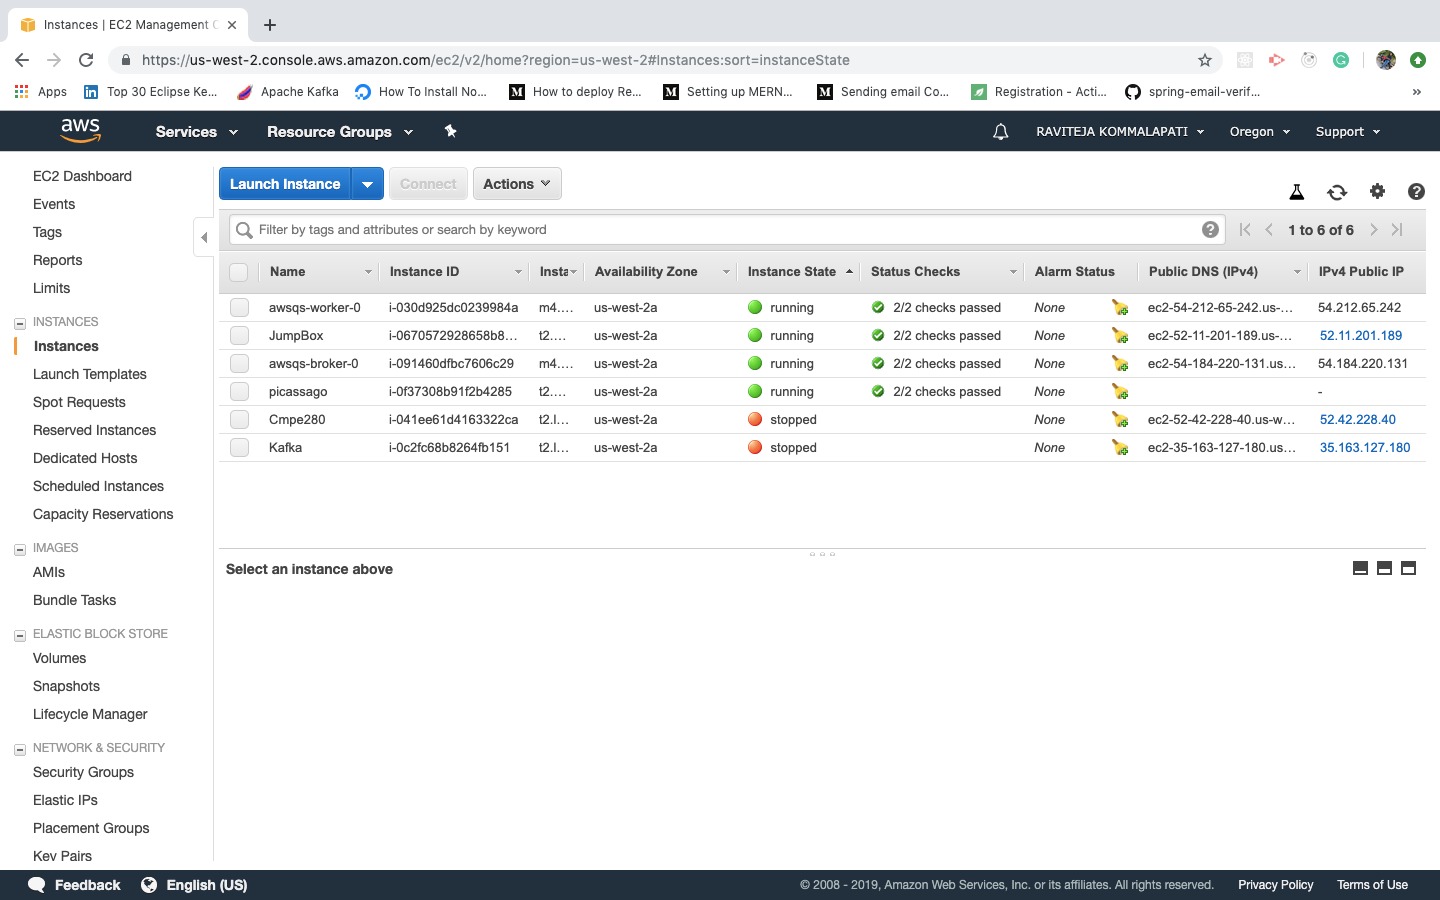 Instances | EC2 Management C
https://us-west-2.console.aws.amazon.com/ec2/v2/home?region=us-west-2#Instances:sort=instanceState
Apps Top 30 Eclipse Ke... Apache Kafka How To Install No... How to deploy Re... Setting up MERN... Sending email Co... Registration - Acti... spring-email-verif... »
aws Services Resource Groups RAVITEJA KOMMALAPATI Oregon Support
EC2 Dashboard
Events
Tags
Reports
Limits
INSTANCES
Instances
Launch Templates
Spot Requests
Reserved Instances
Dedicated Hosts
Scheduled Instances
Capacity Reservations
IMAGES
AMIs
Bundle Tasks
ELASTIC BLOCK STORE
Volumes
Snapshots
Lifecycle Manager
NETWORK & SECURITY
Security Groups
Elastic IPs
Placement Groups
Key Pairs
Launch Instance Connect Actions
Filter by tags and attributes or search by keyword 1 to 6 of 6
Name Instance ID Insta Availability Zone Instance State Status Checks Alarm Status Public DNS (IPv4) IPv4 Public IP
awsqs-worker-0 i-030d925dc0239984a m4.... us-west-2a running 2/2 checks passed None ec2-54-212-65-242.us-... 54.212.65.242
JumpBox i-0670572928658b8... t2.... us-west-2a running 2/2 checks passed None ec2-52-11-201-189.us-... 52.11.201.189
awsqs-broker-0 i-091460dfbc7606c29 m4.... us-west-2a running 2/2 checks passed None ec2-54-184-220-131.us... 54.184.220.131
picassago i-0f37308b91f2b4285 t2.... us-west-2a running 2/2 checks passed None -
Cmpe280 i-041ee61d4163322ca t2.l... us-west-2a stopped None ec2-52-42-228-40.us-w... 52.42.228.40
Kafka i-0c2fc68b8264fb151 t2.l... us-west-2a stopped None ec2-35-163-127-180.us... 35.163.127.180
Select an instance above
Feedback English (US) © 2008 - 2019, Amazon Web Services, Inc. or its affiliates. All rights reserved. Privacy Policy Terms of Use